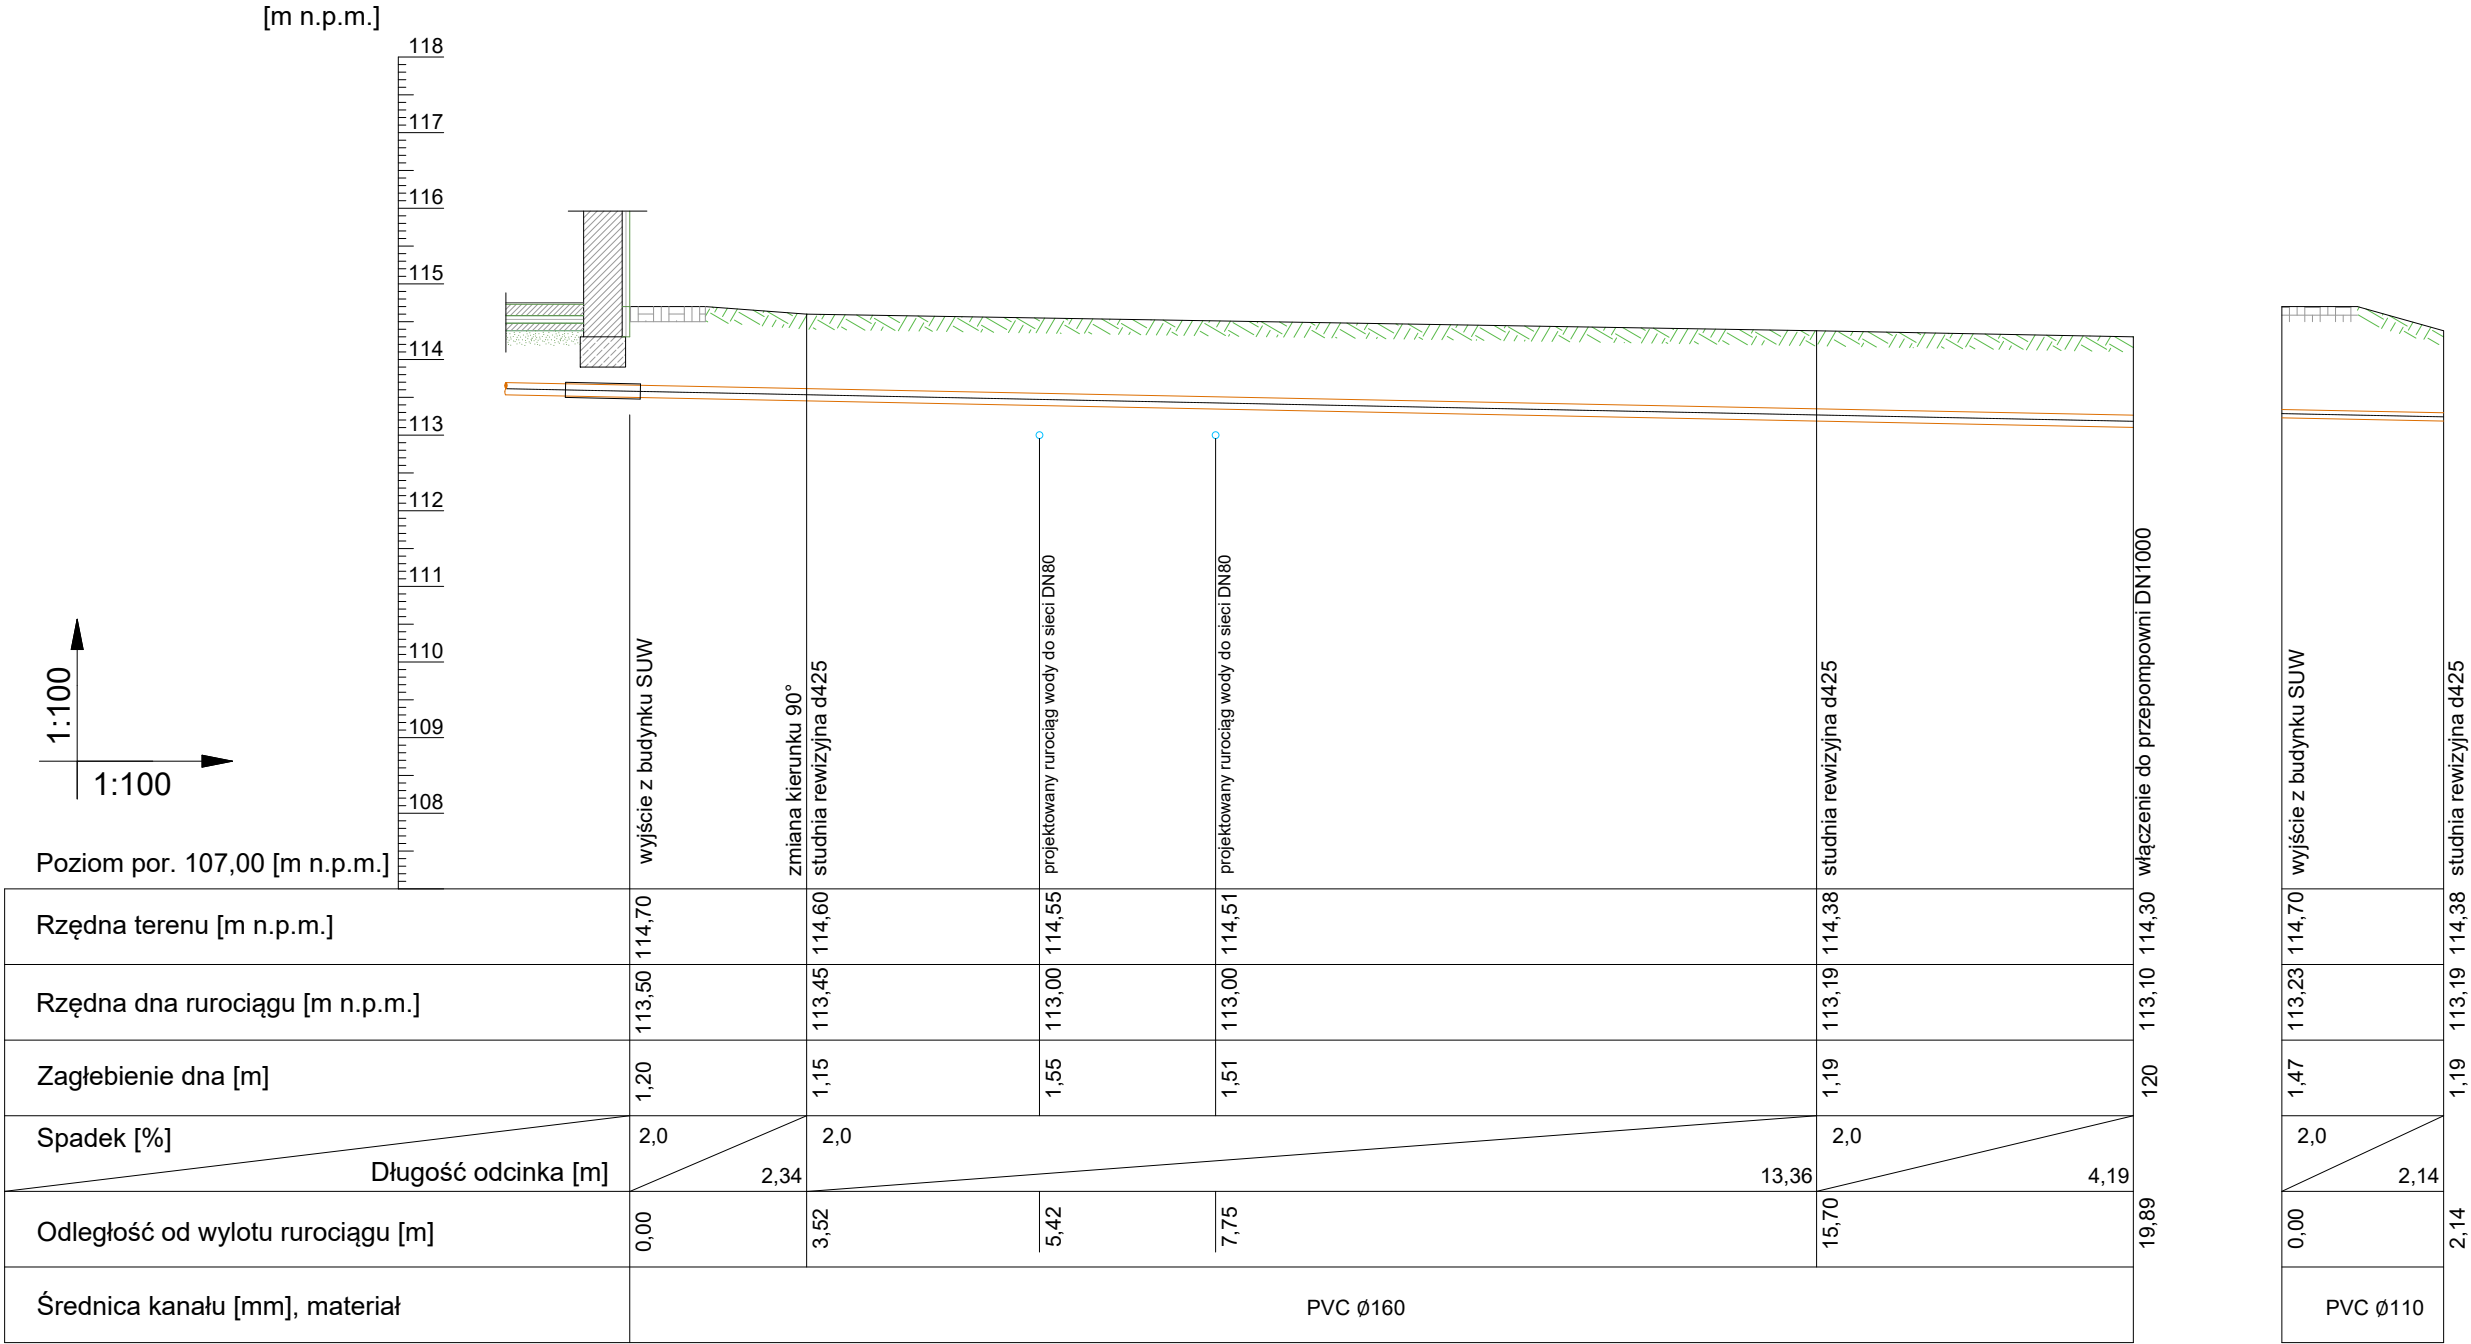 [m n.p.m.]
118
117
116
115
114
113
112
111
110
109
108
1:100
1:100
Poziom por. 107,00 [m n.p.m.]
wyjście z budynku SUW
zmiana kierunku 90°
studnia rewizyjna d425
projektowany rurociąg wody do sieci DN80
projektowany rurociąg wody do sieci DN80
studnia rewizyjna d425
włączenie do przepompowni DN1000
wyjście z budynku SUW
studnia rewizyjna d425
Rzędna terenu [m n.p.m.]
114,70
114,60
114,55
114,51
114,38
114,30
114,70
114,38
Rzędna dna rurociągu [m n.p.m.]
113,50
113,45
113,00
113,00
113,19
113,10
113,23
113,19
Zagłebienie dna [m]
1,20
1,15
1,55
1,51
1,19
120
1,47
1,19
Spadek [%]
2,0
2,0
2,0
2,0
Długość odcinka [m]
2,34
13,36
4,19
2,14
Odległość od wylotu rurociągu [m]
0,00
3,52
5,42
7,75
15,70
19,89
0,00
2,14
Średnica kanału [mm], materiał
PVC Ø160
PVC Ø110